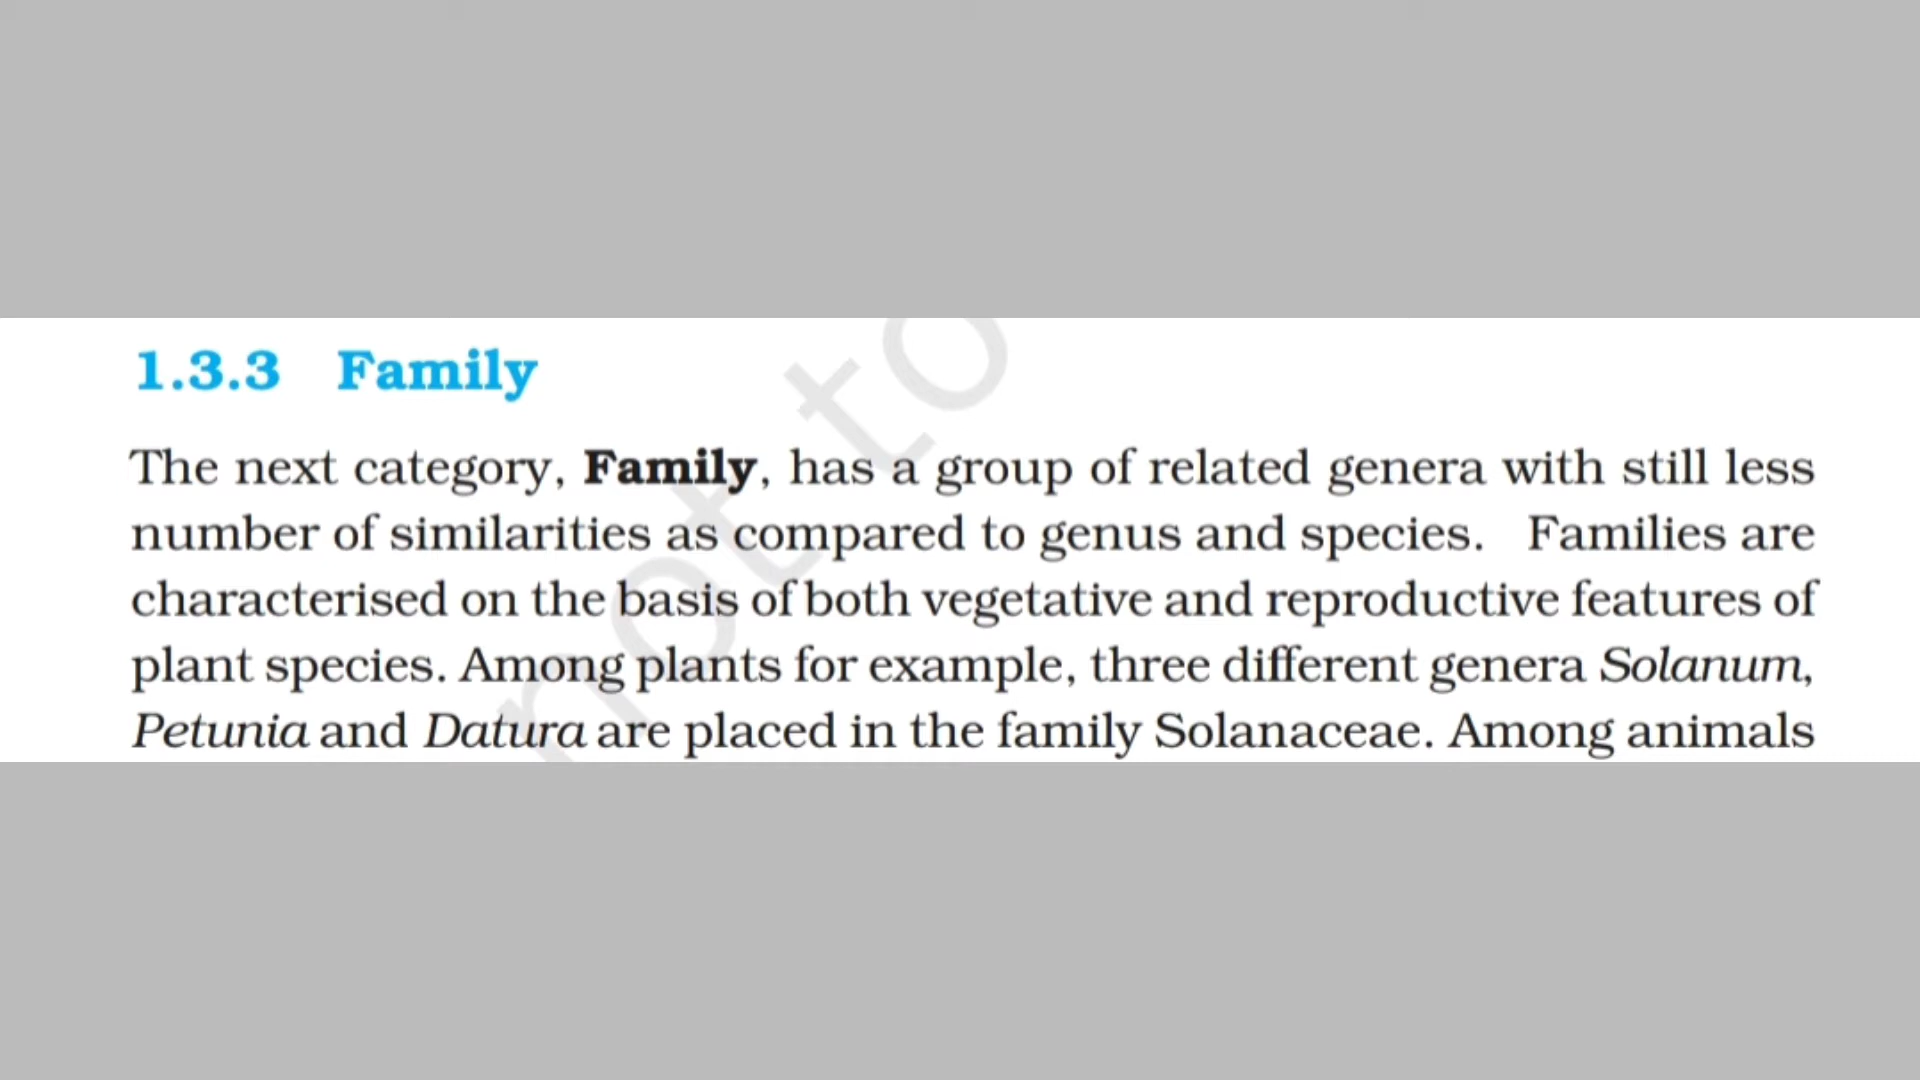 1.3.3 Family
The next category, Family, has a group of related genera with still less
number of similarities as compared to genus and species. Families are
characterised on the basis of both vegetative and reproductive features of
plant species. Among plants for example, three different genera Solanum,
Petunia and Datura are placed in the family Solanaceae. Among animals
not to